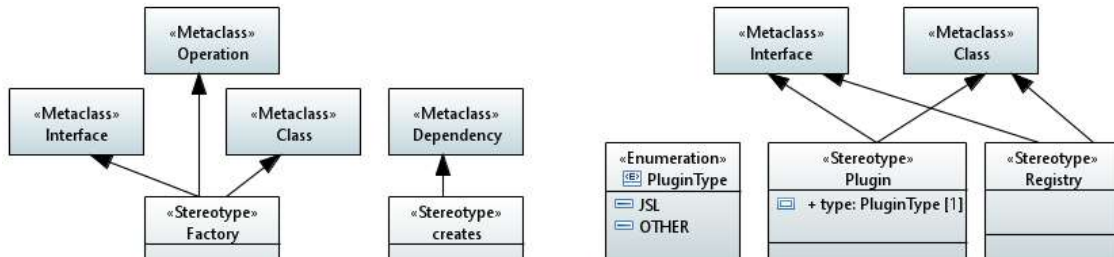 «Metaclass»
Operation
«Metaclass»
Interface
«Metaclass»
Class
«Metaclass»
Dependency
«Stereotype»
Factory
«Stereotype»
creates
«Metaclass»
Interface
«Metaclass»
Class
«Enumeration»
«E» PluginType
JSL
OTHER
«Stereotype»
Plugin
+ type: PluginType [1]
«Stereotype»
Registry